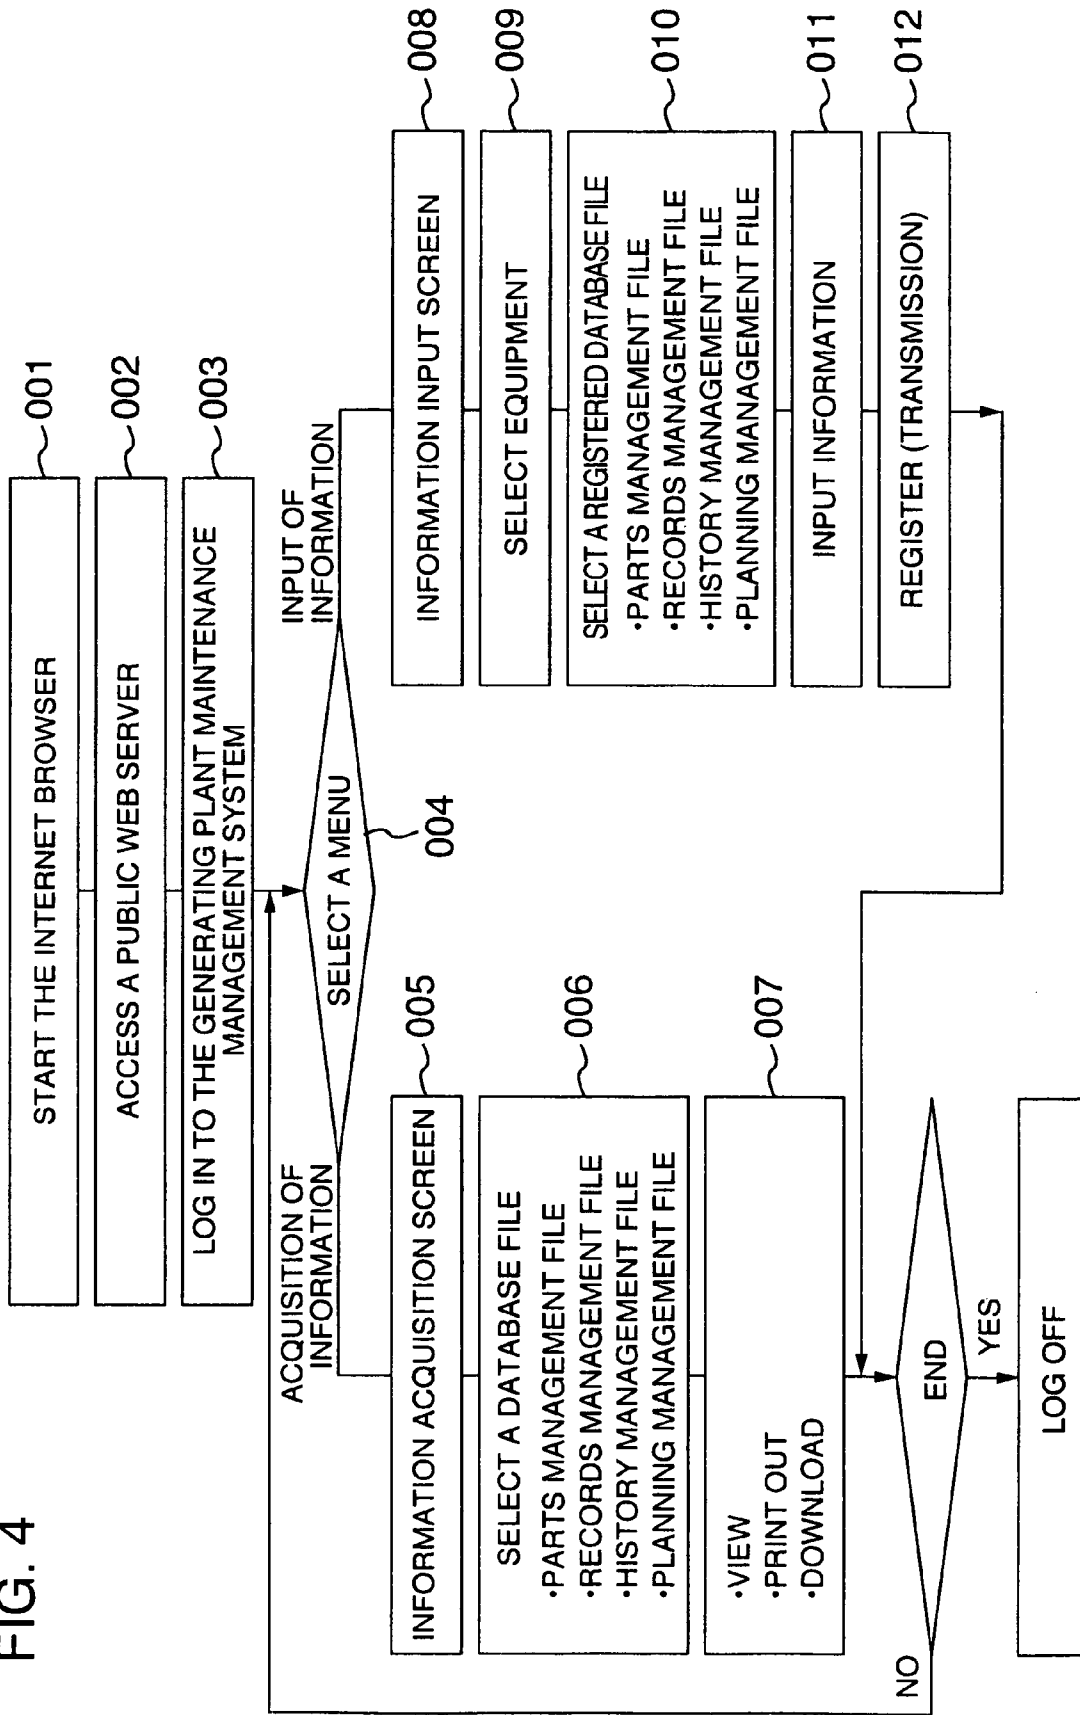 FIG. 4
START THE INTERNET BROWSER
001
ACCESS A PUBLIC WEB SERVER
002
LOG IN TO THE GENERATING PLANT MAINTENANCE
MANAGEMENT SYSTEM
003
SELECT A MENU
004
ACQUISITION OF
INFORMATION
INFORMATION ACQUISITION SCREEN
005
SELECT A DATABASE FILE
•PARTS MANAGEMENT FILE
•RECORDS MANAGEMENT FILE
•HISTORY MANAGEMENT FILE
•PLANNING MANAGEMENT FILE
006
•VIEW
•PRINT OUT
•DOWNLOAD
007
INPUT OF
INFORMATION
INFORMATION INPUT SCREEN
008
SELECT EQUIPMENT
009
SELECT A REGISTERED DATABASE FILE
•PARTS MANAGEMENT FILE
•RECORDS MANAGEMENT FILE
•HISTORY MANAGEMENT FILE
•PLANNING MANAGEMENT FILE
010
INPUT INFORMATION
011
REGISTER (TRANSMISSION)
012
END
NO
YES
LOG OFF